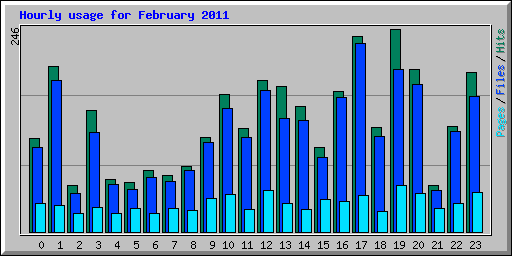 Hourly usage for February 2011
246
Pages / Files / Hits
0 1 2 3 4 5 6 7 8 9 10 11 12 13 14 15 16 17 18 19 20 21 22 23